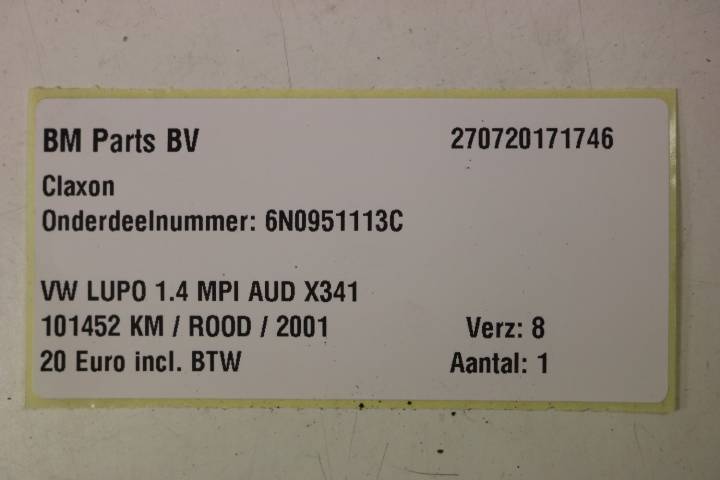 BM Parts BV 270720171746
Claxon
Onderdeelnummer: 6N0951113C
VW LUPO 1.4 MPI AUD X341
101452 KM / ROOD / 2001 Verz: 8
20 Euro incl. BTW Aantal: 1